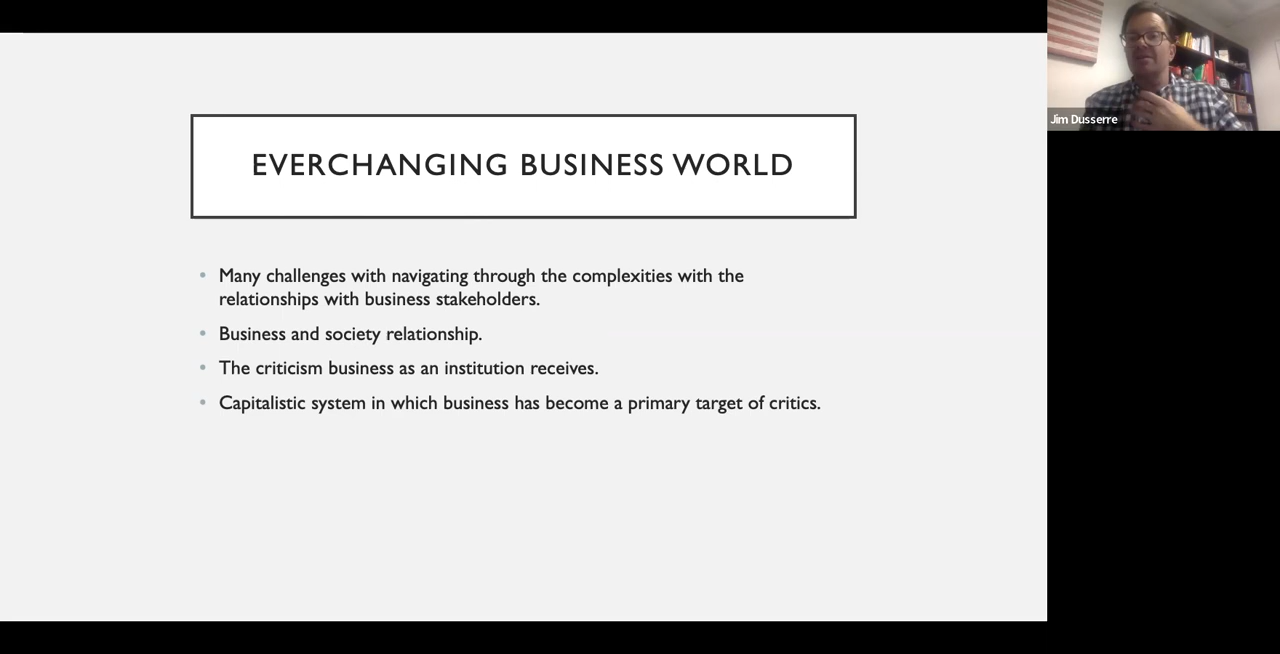 EVERCHANGING BUSINESS WORLD
• Many challenges with navigating through the complexities with the
relationships with business stakeholders.
• Business and society relationship.
• The criticism business as an institution receives.
• Capitalistic system in which business has become a primary target of critics.
Jim Dusserre